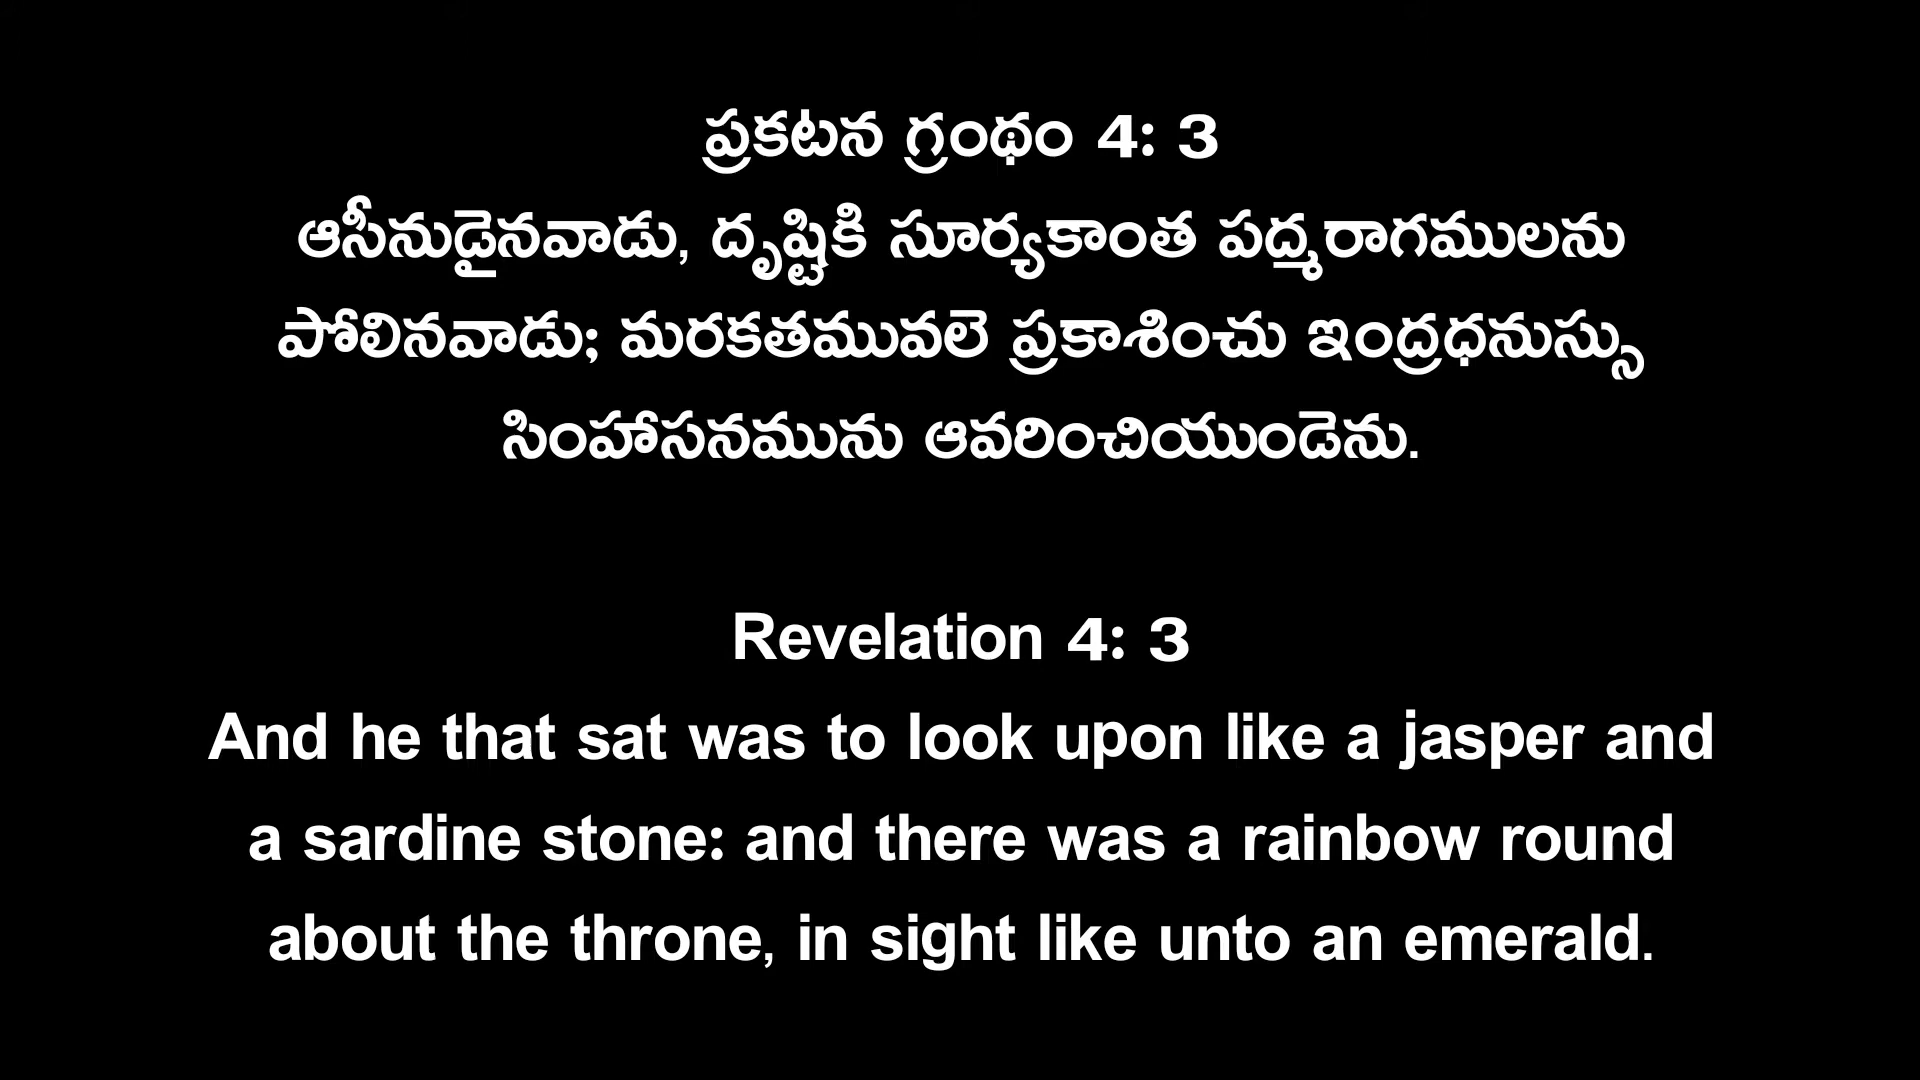 ప్రకటన గ్రంథం 4: 3
ఆసీనుడైనవాడు, దృష్టికి సూర్యకాంత పద్మరాగములను
పోలినవాడు; మరకతమువలె ప్రకాశించు ఇంద్రధనుస్సు
సింహాసనమును ఆవరించియుండెను.
Revelation 4: 3
And he that sat was to look upon like a jasper and
a sardine stone: and there was a rainbow round
about the throne, in sight like unto an emerald.